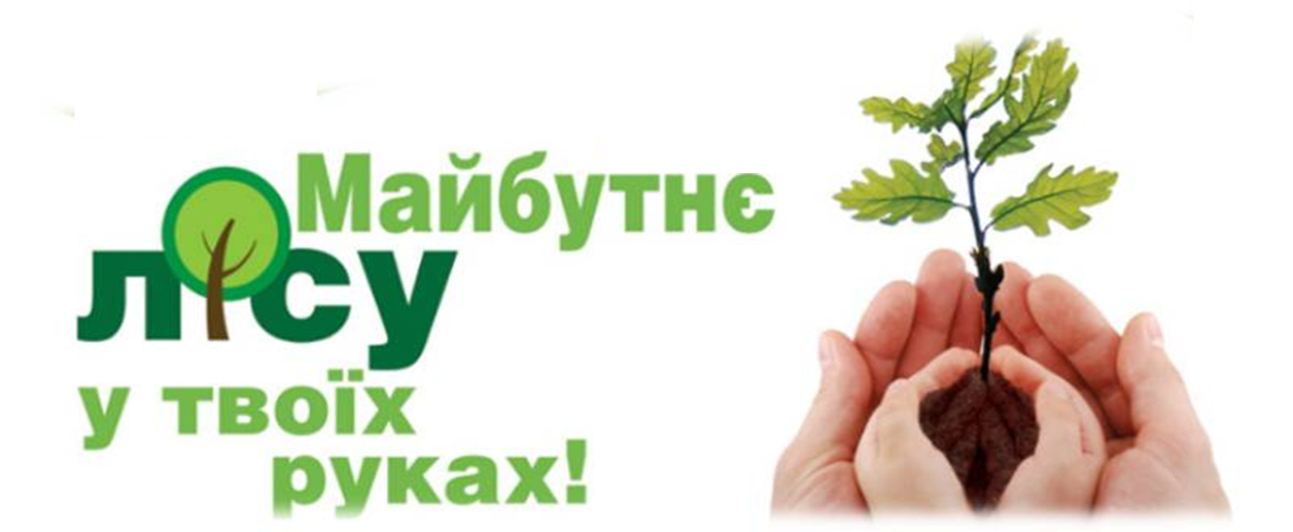 Майбутнє
лісу
у твоїх
руках!